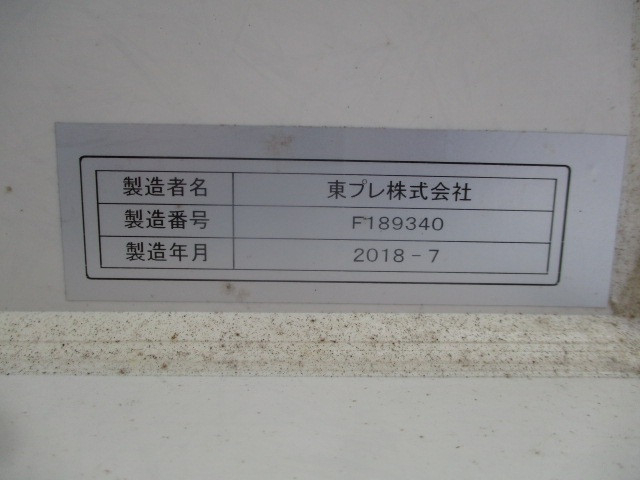 製造者名 東プレ株式会社
製造番号 F189340
製造年月 2018-7